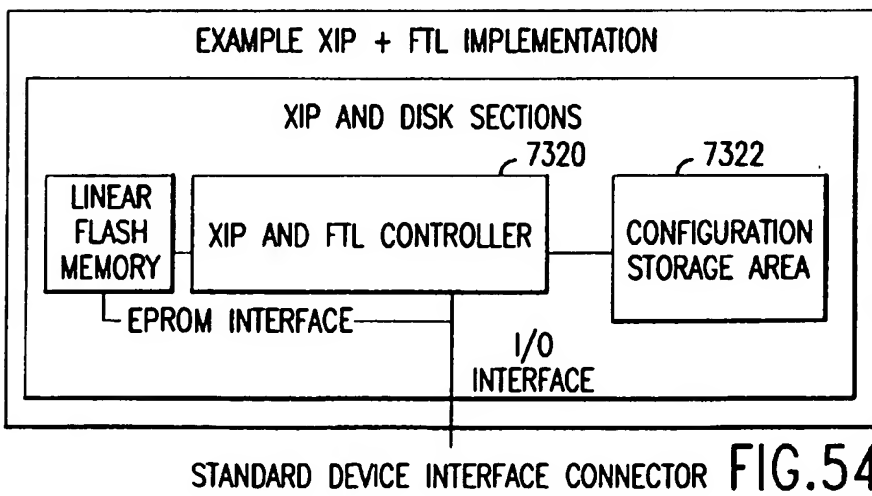 EXAMPLE XIP + FTL IMPLEMENTATION
XIP AND DISK SECTIONS
7320
7322
LINEAR
FLASH
MEMORY
XIP AND FTL CONTROLLER
CONFIGURATION
STORAGE AREA
EPROM INTERFACE
I/O
INTERFACE
STANDARD DEVICE INTERFACE CONNECTOR
FIG.54